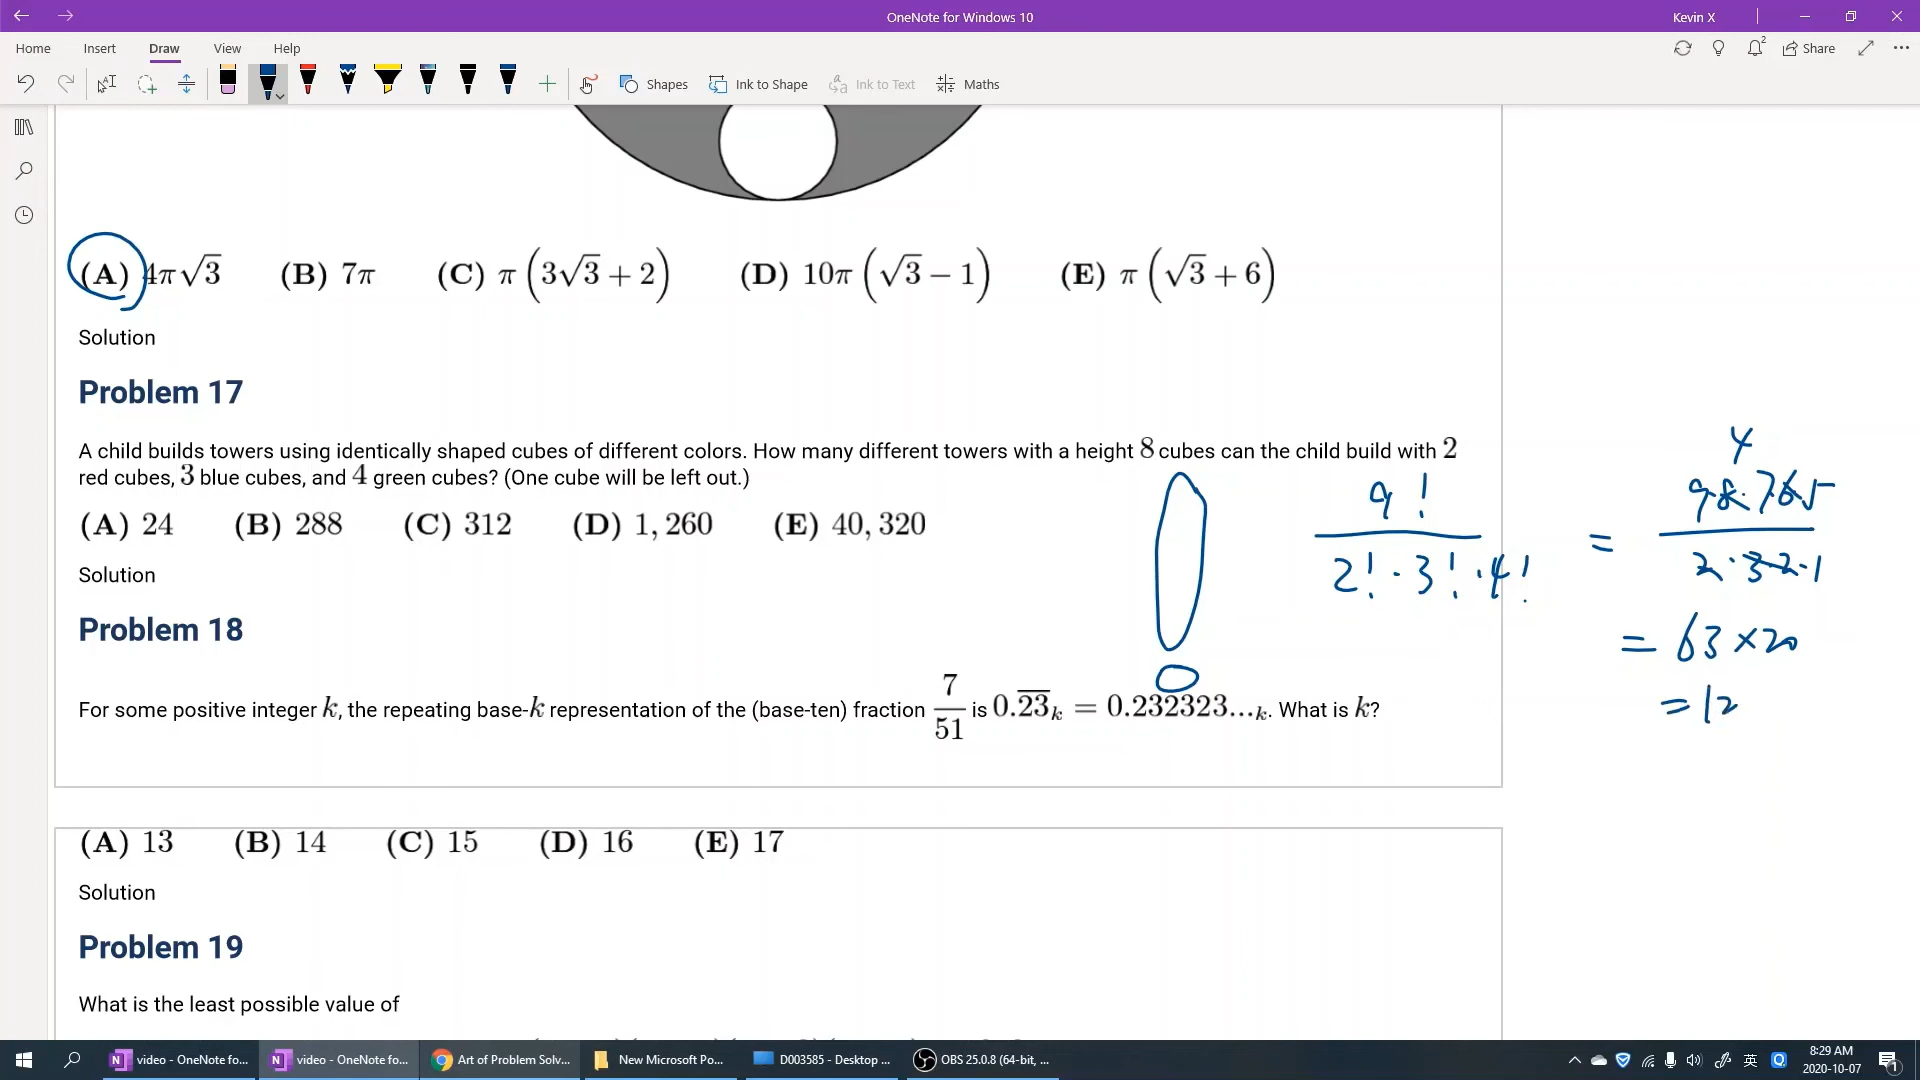 OneNote for Windows 10
Kevin X
Home Insert Draw View Help
2 Share
Shapes Ink to Shape Ink to Text Maths
(A) 4π√3 (B) 7π (C) π(3√3 + 2) (D) 10π(√3 − 1) (E) π(√3 + 6)
Solution
Problem 17
A child builds towers using identically shaped cubes of different colors. How many different towers with a height 8 cubes can the child build with 2
red cubes, 3 blue cubes, and 4 green cubes? (One cube will be left out.)
(A) 24 (B) 288 (C) 312 (D) 1,260 (E) 40,320
Solution
Problem 18
For some positive integer k, the repeating base-k representation of the (base-ten) fraction 7/51 is 0.\overline{23}_k = 0.232323..._k. What is k?
(A) 13 (B) 14 (C) 15 (D) 16 (E) 17
Solution
Problem 19
What is the least possible value of
9!
2! · 3! · 4!
=
4
9·8·7·6·5
2·3·2·1
= 63 × 20
= 12
video - OneNote fo... video - OneNote fo... Art of Problem Solv... New Microsoft Po... D003585 - Desktop ... OBS 25.0.8 (64-bit, ...
英
8:29 AM
2020-10-07
1